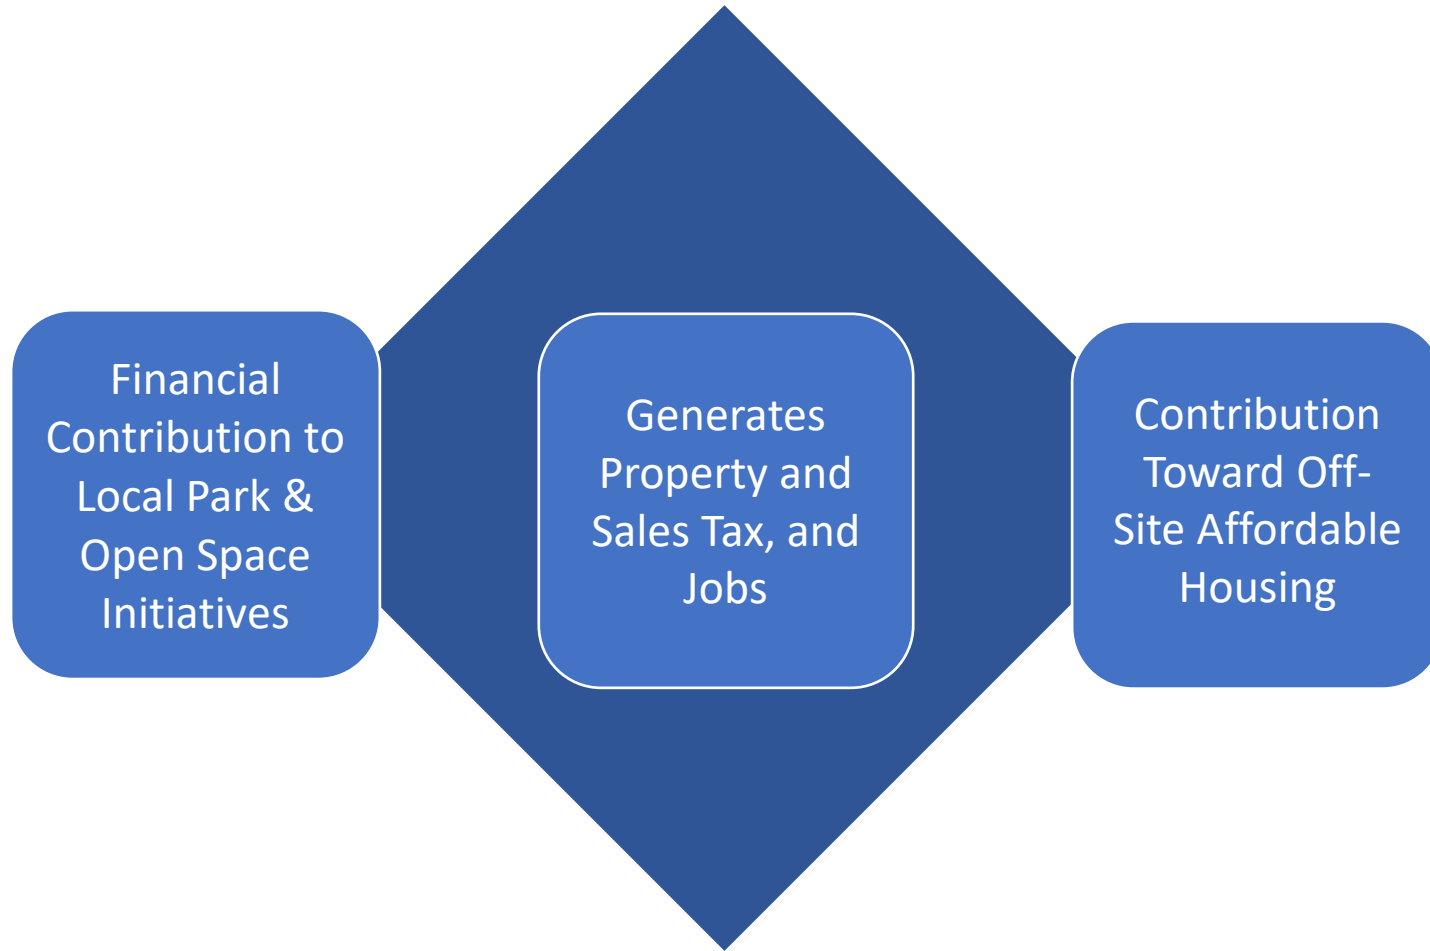 Financial
Contribution to
Local Park &
Open Space
Initiatives
Generates
Property and
Sales Tax, and
Jobs
Contribution
Toward Off-
Site Affordable
Housing